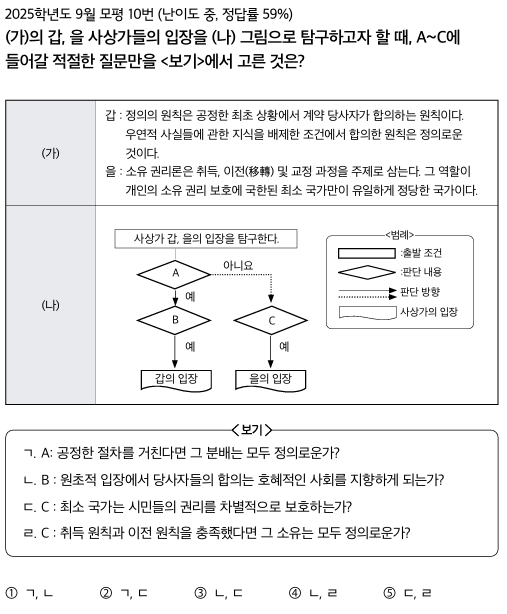 2025학년도 9월 모평 10번 (난이도 중, 정답률 59%)
(가)의 갑, 을 사상가들의 입장을 (나) 그림으로 탐구하고자 할 때, A~C에
들어갈 적절한 질문만을 <보기>에서 고른 것은?
(가)
갑 : 정의의 원칙은 공정한 최초 상황에서 계약 당사자가 합의하는 원칙이다.
우연적 사실들에 관한 지식을 배제한 조건에서 합의한 원칙은 정의로운
것이다.
을 : 소유 권리론은 취득, 이전(移轉) 및 교정 과정을 주제로 삼는다. 그 역할이
개인의 소유 권리 보호에 국한된 최소 국가만이 유일하게 정당한 국가이다.
(나)
사상가 갑, 을의 입장을 탐구한다.
A
아니요
예
B
C
예
예
갑의 입장
을의 입장
<범례>
:출발 조건
:판단 내용
:판단 방향
:사상가의 입장
<보기>
ㄱ. A: 공정한 절차를 거친다면 그 분배는 모두 정의로운가?
ㄴ. B : 원초적 입장에서 당사자들의 합의는 호혜적인 사회를 지향하게 되는가?
ㄷ. C : 최소 국가는 시민들의 권리를 차별적으로 보호하는가?
ㄹ. C : 취득 원칙과 이전 원칙을 충족했다면 그 소유는 모두 정의로운가?
① ㄱ, ㄴ ② ㄱ, ㄷ ③ ㄴ, ㄷ ④ ㄴ, ㄹ ⑤ ㄷ, ㄹ